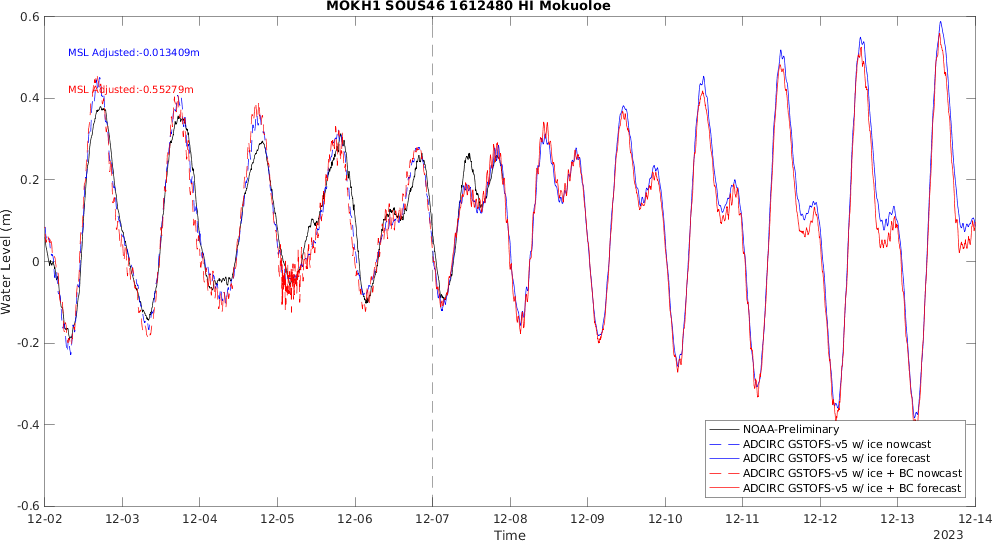 MOKH1 SOUS46 1612480 HI Mokuoloe
0.6
0.4
0.2
0
-0.2
-0.4
-0.6
Water Level (m)
MSL Adjusted:-0.013409m
MSL Adjusted:-0.55279m
NOAA-Preliminary
ADCIRC GSTOFS-v5 w/ ice nowcast
ADCIRC GSTOFS-v5 w/ ice forecast
ADCIRC GSTOFS-v5 w/ ice + BC nowcast
ADCIRC GSTOFS-v5 w/ ice + BC forecast
12-02 12-03 12-04 12-05 12-06 12-07 12-08 12-09 12-10 12-11 12-12 12-13 12-14
Time
2023